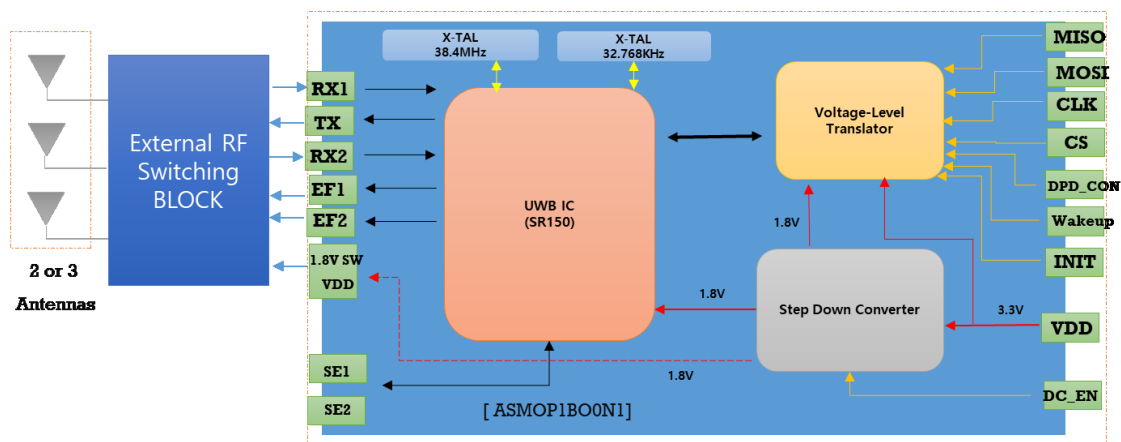 X-TAL
38.4MHz
X-TAL
32.768KHz
MISO
MOSI
CLK
CS
DPD_CON
Wakeup
INIT
VDD
DC_EN
RX1
TX
RX2
EF1
EF2
1.8V SW
VDD
SE1
SE2
External RF
Switching
BLOCK
2 or 3
Antennas
UWB IC
(SR150)
Voltage-Level
Translator
1.8V
1.8V
Step Down Converter
3.3V
1.8V
[ ASMOP1BO0N1]